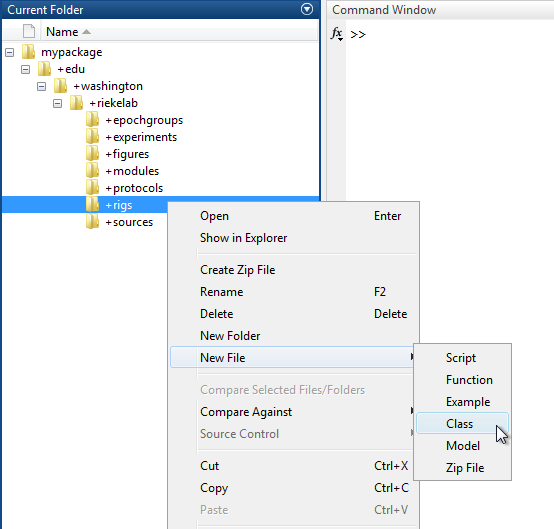 Current Folder
Name
mypackage
+edu
+washington
+riekelab
+epochgroups
+experiments
+figures
+modules
+protocols
+rigs
+sources
Command Window
fx >>
Open Enter
Show in Explorer
Create Zip File
Rename F2
Delete Delete
New Folder
New File
Compare Selected Files/Folders
Compare Against
Source Control
Cut Ctrl+X
Copy Ctrl+C
Paste Ctrl+V
Script
Function
Example
Class
Model
Zip File